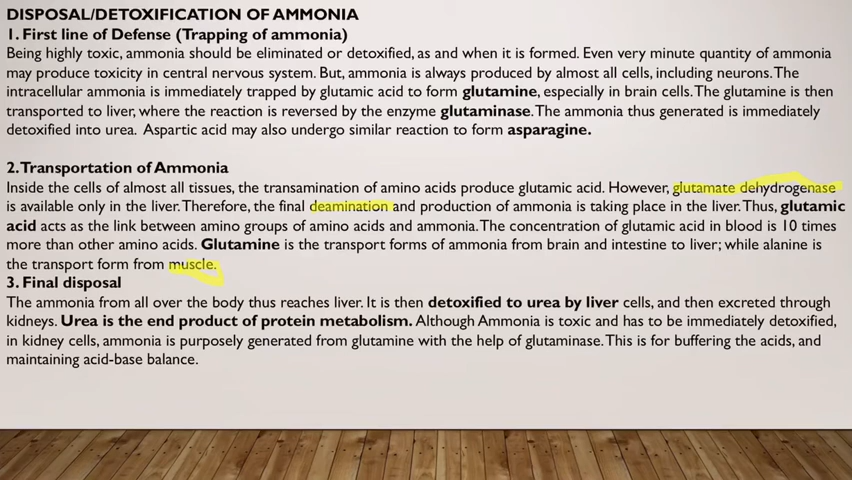 DISPOSAL/DETOXIFICATION OF AMMONIA
1. First line of Defense (Trapping of ammonia)
Being highly toxic, ammonia should be eliminated or detoxified, as and when it is formed. Even very minute quantity of ammonia
may produce toxicity in central nervous system. But, ammonia is always produced by almost all cells, including neurons. The
intracellular ammonia is immediately trapped by glutamic acid to form glutamine, especially in brain cells. The glutamine is then
transported to liver, where the reaction is reversed by the enzyme glutaminase. The ammonia thus generated is immediately
detoxified into urea. Aspartic acid may also undergo similar reaction to form asparagine.
2. Transportation of Ammonia
Inside the cells of almost all tissues, the transamination of amino acids produce glutamic acid. However, glutamate dehydrogenase
is available only in the liver. Therefore, the final deamination and production of ammonia is taking place in the liver. Thus, glutamic
acid acts as the link between amino groups of amino acids and ammonia. The concentration of glutamic acid in blood is 10 times
more than other amino acids. Glutamine is the transport forms of ammonia from brain and intestine to liver; while alanine is
the transport form from muscle.
3. Final disposal
The ammonia from all over the body thus reaches liver. It is then detoxified to urea by liver cells, and then excreted through
kidneys. Urea is the end product of protein metabolism. Although Ammonia is toxic and has to be immediately detoxified,
in kidney cells, ammonia is purposely generated from glutamine with the help of glutaminase. This is for buffering the acids, and
maintaining acid-base balance.